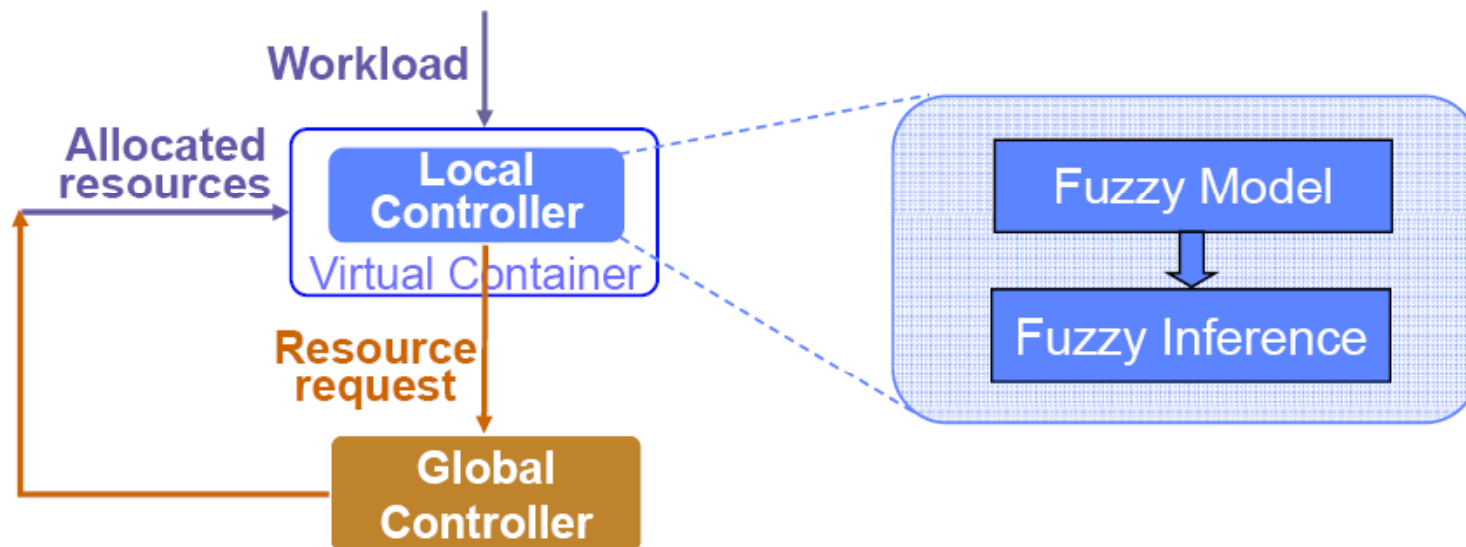 Workload
Allocated
resources
Local
Controller
Virtual Container
Resource
request
Global
Controller
Fuzzy Model
Fuzzy Inference